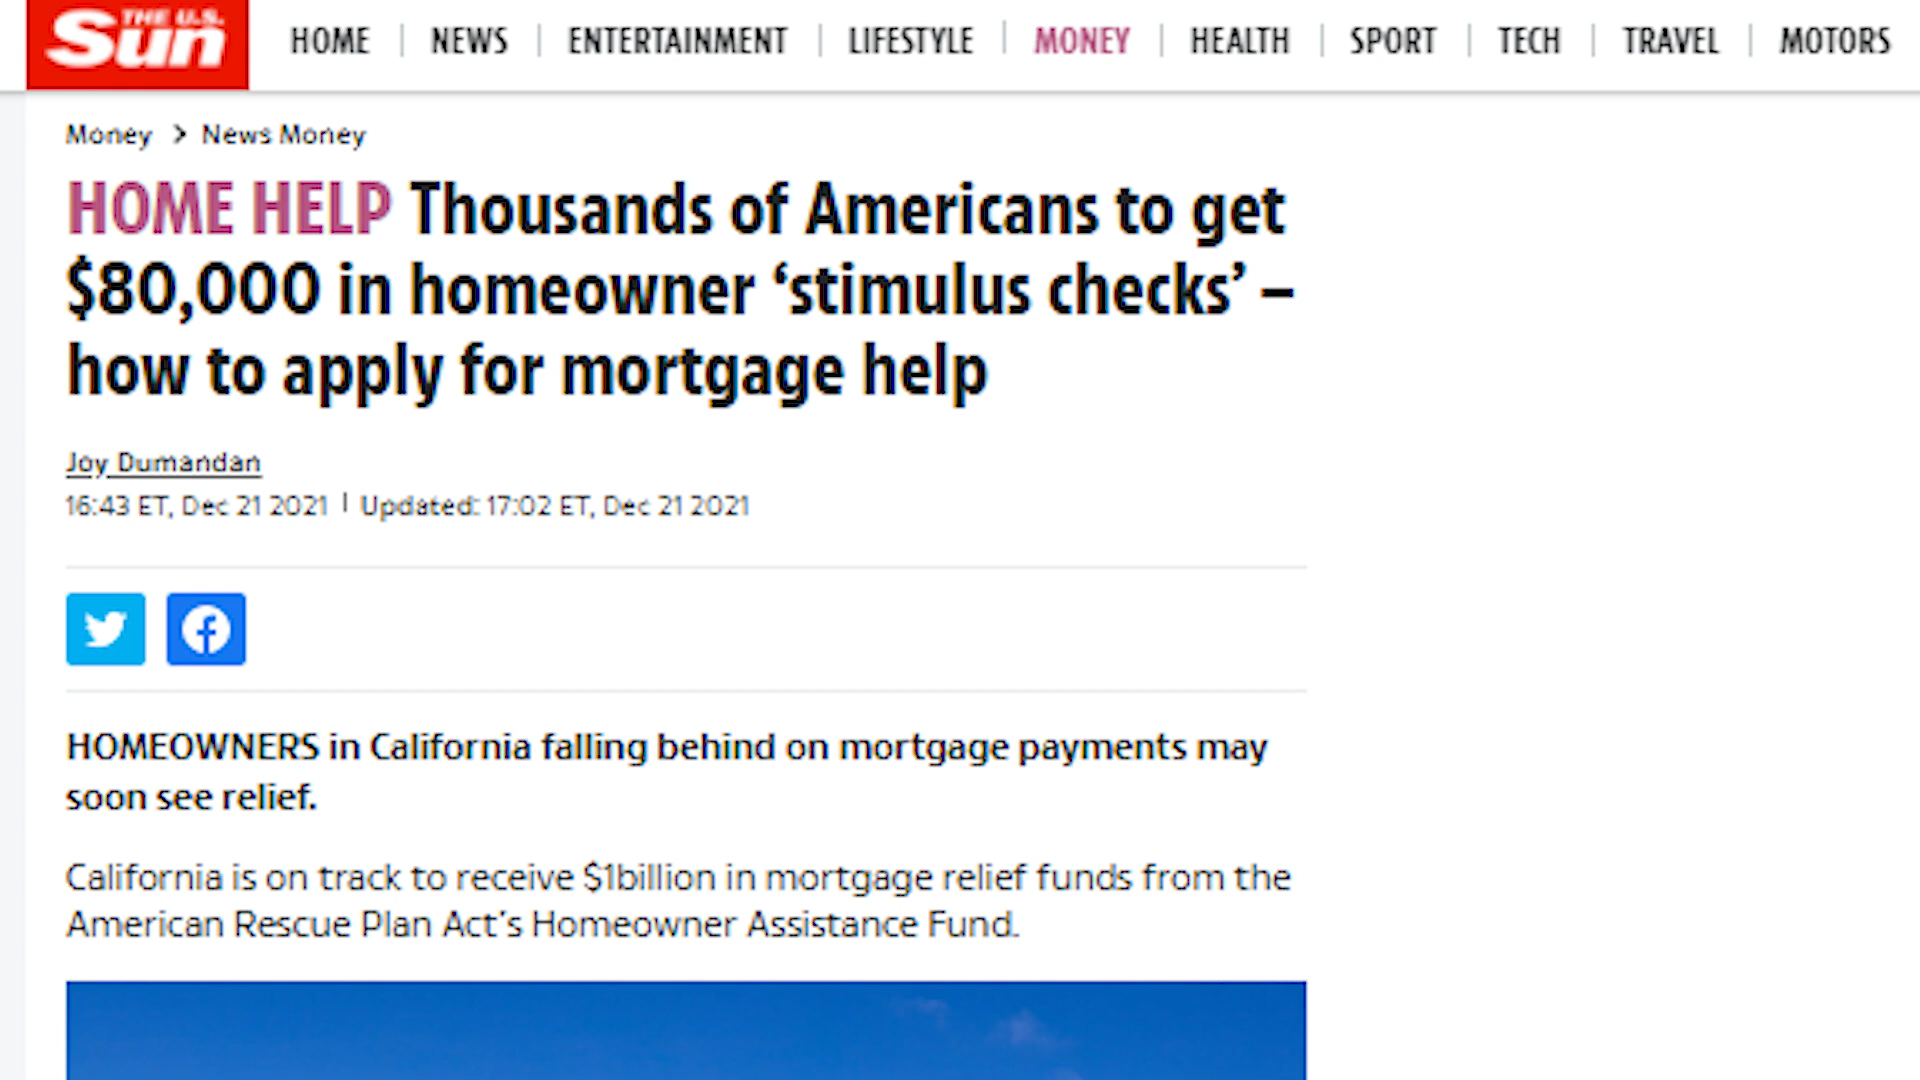 THE U.S.
Sun
HOME NEWS ENTERTAINMENT LIFESTYLE MONEY HEALTH SPORT TECH TRAVEL MOTORS
Money > News Money
HOME HELP Thousands of Americans to get
$80,000 in homeowner ‘stimulus checks’ –
how to apply for mortgage help
Joy Dumandan
16:43 ET, Dec 21 2021 | Updated: 17:02 ET, Dec 21 2021
HOMEOWNERS in California falling behind on mortgage payments may
soon see relief.
California is on track to receive $1billion in mortgage relief funds from the
American Rescue Plan Act's Homeowner Assistance Fund.